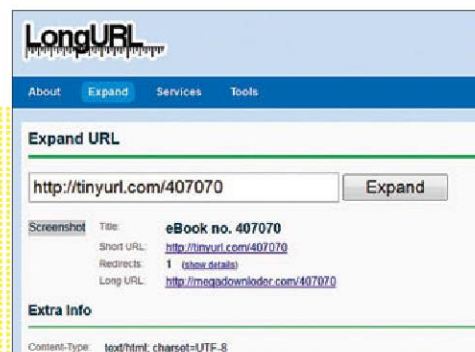 LongURL
About Expand Services Tools
Expand URL
http://tinyurl.com/407070 Expand
Screenshot Title: eBook no. 407070
Short URL: http://tinyurl.com/407070
Redirects: 1 (show details)
Long URL: http://megadownloder.com/407070
Extra Info
Content-Type: text/html; charset=UTF-8